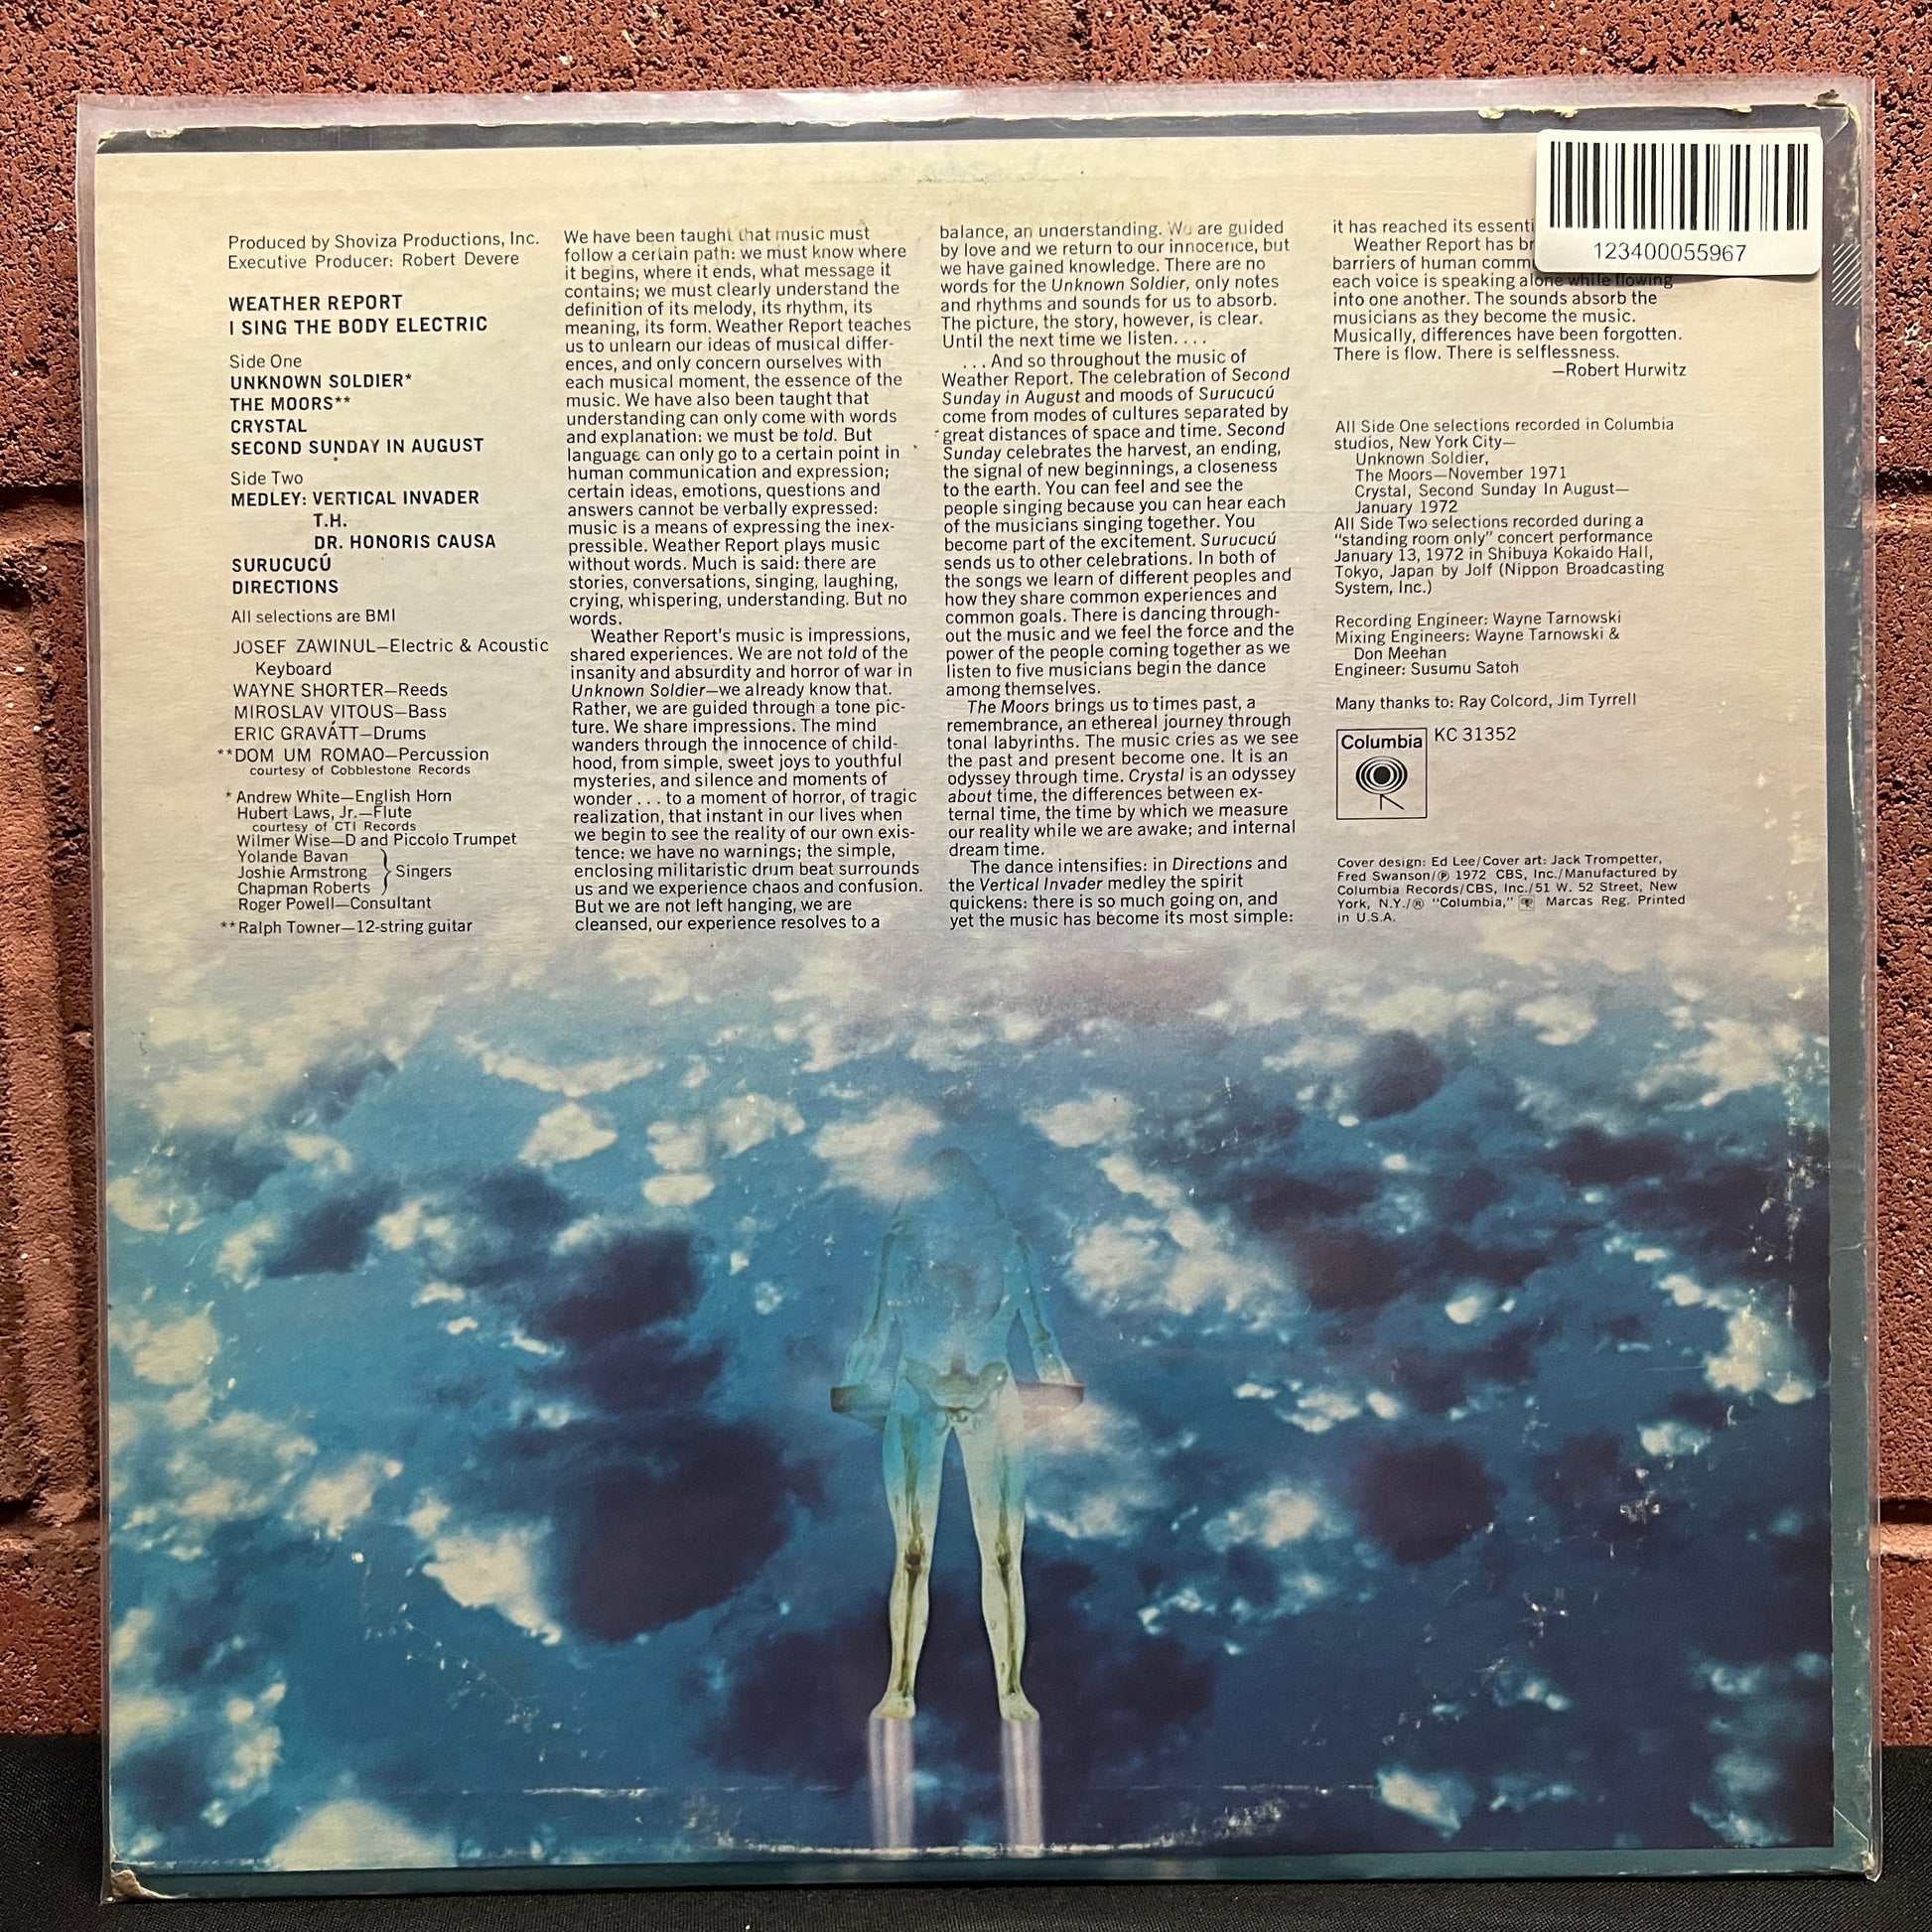 Produced by Shoviza Productions, Inc.
Executive Producer: Robert Devere
WEATHER REPORT
I SING THE BODY ELECTRIC
Side One
UNKNOWN SOLDIER*
THE MOORS**
CRYSTAL
SECOND SUNDAY IN AUGUST
Side Two
MEDLEY: VERTICAL INVADER
T.H.
DR. HONORIS CAUSA
SURUCUCÚ
DIRECTIONS
All selections are BMI
JOSEF ZAWINUL—Electric & Acoustic
Keyboard
WAYNE SHORTER—Reeds
MIROSLAV VITOUS—Bass
ERIC GRAVÁTT—Drums
**DOM UM ROMAO—Percussion
courtesy of Cobblestone Records
* Andrew White—English Horn
Hubert Laws, Jr.—Flute
courtesy of CTI Records
Wilmer Wise—D and Piccolo Trumpet
Yolande Bavan
Joshie Armstrong } Singers
Chapman Roberts
Roger Powell—Consultant
**Ralph Towner—12-string guitar
We have been taught that music must
follow a certain path: we must know where
it begins, where it ends, what message it
contains; we must clearly understand the
definition of its melody, its rhythm, its
meaning, its form. Weather Report teaches
us to unlearn our ideas of musical differ-
ences, and only concern ourselves with
each musical moment, the essence of the
music. We have also been taught that
understanding can only come with words
and explanation: we must be told. But
language can only go to a certain point in
human communication and expression;
certain ideas, emotions, questions and
answers cannot be verbally expressed:
music is a means of expressing the inex-
pressible. Weather Report plays music
without words. Much is said: there are
stories, conversations, singing, laughing,
crying, whispering, understanding. But no
words.
Weather Report's music is impressions,
shared experiences. We are not told of the
insanity and absurdity and horror of war in
Unknown Soldier—we already know that.
Rather, we are guided through a tone pic-
ture. We share impressions. The mind
wanders through the innocence of child-
hood, from simple, sweet joys to youthful
mysteries, and silence and moments of
wonder . . . to a moment of horror, of tragic
realization, that instant in our lives when
we begin to see the reality of our own exis-
tence: we have no warnings; the simple,
enclosing militaristic drum beat surrounds
us and we experience chaos and confusion.
But we are not left hanging, we are
cleansed, our experience resolves to a
balance, an understanding. We are guided
by love and we return to our innocence, but
we have gained knowledge. There are no
words for the Unknown Soldier, only notes
and rhythms and sounds for us to absorb.
The picture, the story, however, is clear.
Until the next time we listen. . . .
. . . And so throughout the music of
Weather Report. The celebration of Second
Sunday in August and moods of Surucucú
come from modes of cultures separated by
great distances of space and time. Second
Sunday celebrates the harvest, an ending,
the signal of new beginnings, a closeness
to the earth. You can feel and see the
people singing because you can hear each
of the musicians singing together. You
become part of the excitement. Surucucú
sends us to other celebrations. In both of
the songs we learn of different peoples and
how they share common experiences and
common goals. There is dancing through-
out the music and we feel the force and the
power of the people coming together as we
listen to five musicians begin the dance
among themselves.
The Moors brings us to times past, a
remembrance, an ethereal journey through
tonal labyrinths. The music cries as we see
the past and present become one. It is an
odyssey through time. Crystal is an odyssey
about time, the differences between ex-
ternal time, the time by which we measure
our reality while we are awake; and internal
dream time.
The dance intensifies: in Directions and
the Vertical Invader medley the spirit
quickens: there is so much going on, and
yet the music has become its most simple:
it has reached its
Weather Report has
barriers of human
each voice is speaking alone while flowing
into one another. The sounds absorb the
musicians as they become the music.
Musically, differences have been forgotten.
There is flow. There is selflessness.
—Robert Hurwitz
All Side One selections recorded in Columbia
studios, New York City—
Unknown Soldier,
The Moors—November 1971
Crystal, Second Sunday In August—
January 1972
All Side Two selections recorded during a
"standing room only" concert performance
January 13, 1972 in Shibuya Kokaido Hall,
Tokyo, Japan by Jolf (Nippon Broadcasting
System, Inc.)
Recording Engineer: Wayne Tarnowski
Mixing Engineers: Wayne Tarnowski &
Don Meehan
Engineer: Susumu Satoh
Many thanks to: Ray Colcord, Jim Tyrrell
Columbia KC 31352
Cover design: Ed Lee/Cover art: Jack Trompetter,
Fred Swanson/℗ 1972 CBS, Inc./Manufactured by
Columbia Records/CBS, Inc./51 W. 52 Street, New
York, N.Y./® "Columbia," Marcas Reg. Printed
in U.S.A.
123400055967